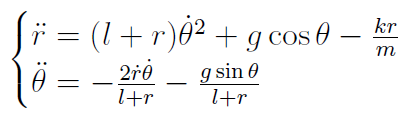 r̈ = (l + r)θ̇² + g cos θ − kr/m
θ̈ = − 2ṙθ̇/l+r − g sin θ/l+r